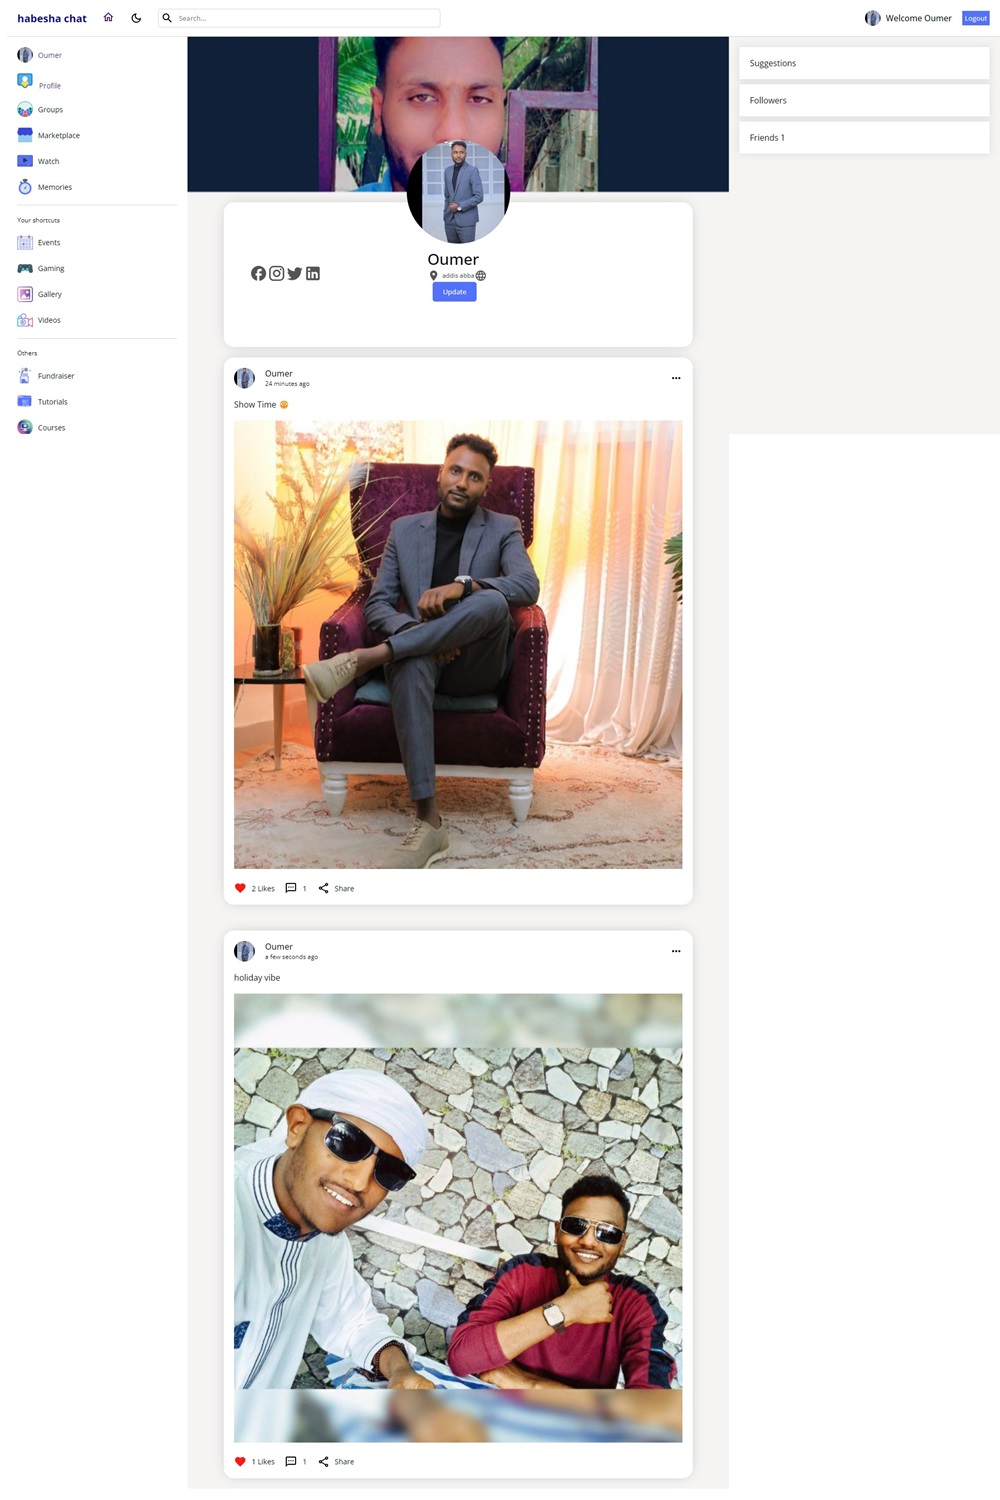 habesha chat
Search...
Welcome Oumer
Logout
Oumer
Profile
Groups
Marketplace
Watch
Memories
Your shortcuts
Events
Gaming
Gallery
Videos
Others
Fundraiser
Tutorials
Courses
Oumer
addis abba
Update
Oumer
24 minutes ago
Show Time 😊
2 Likes 1 Share
Oumer
a few seconds ago
holiday vibe
1 Likes 1 Share
Suggestions
Followers
Friends 1